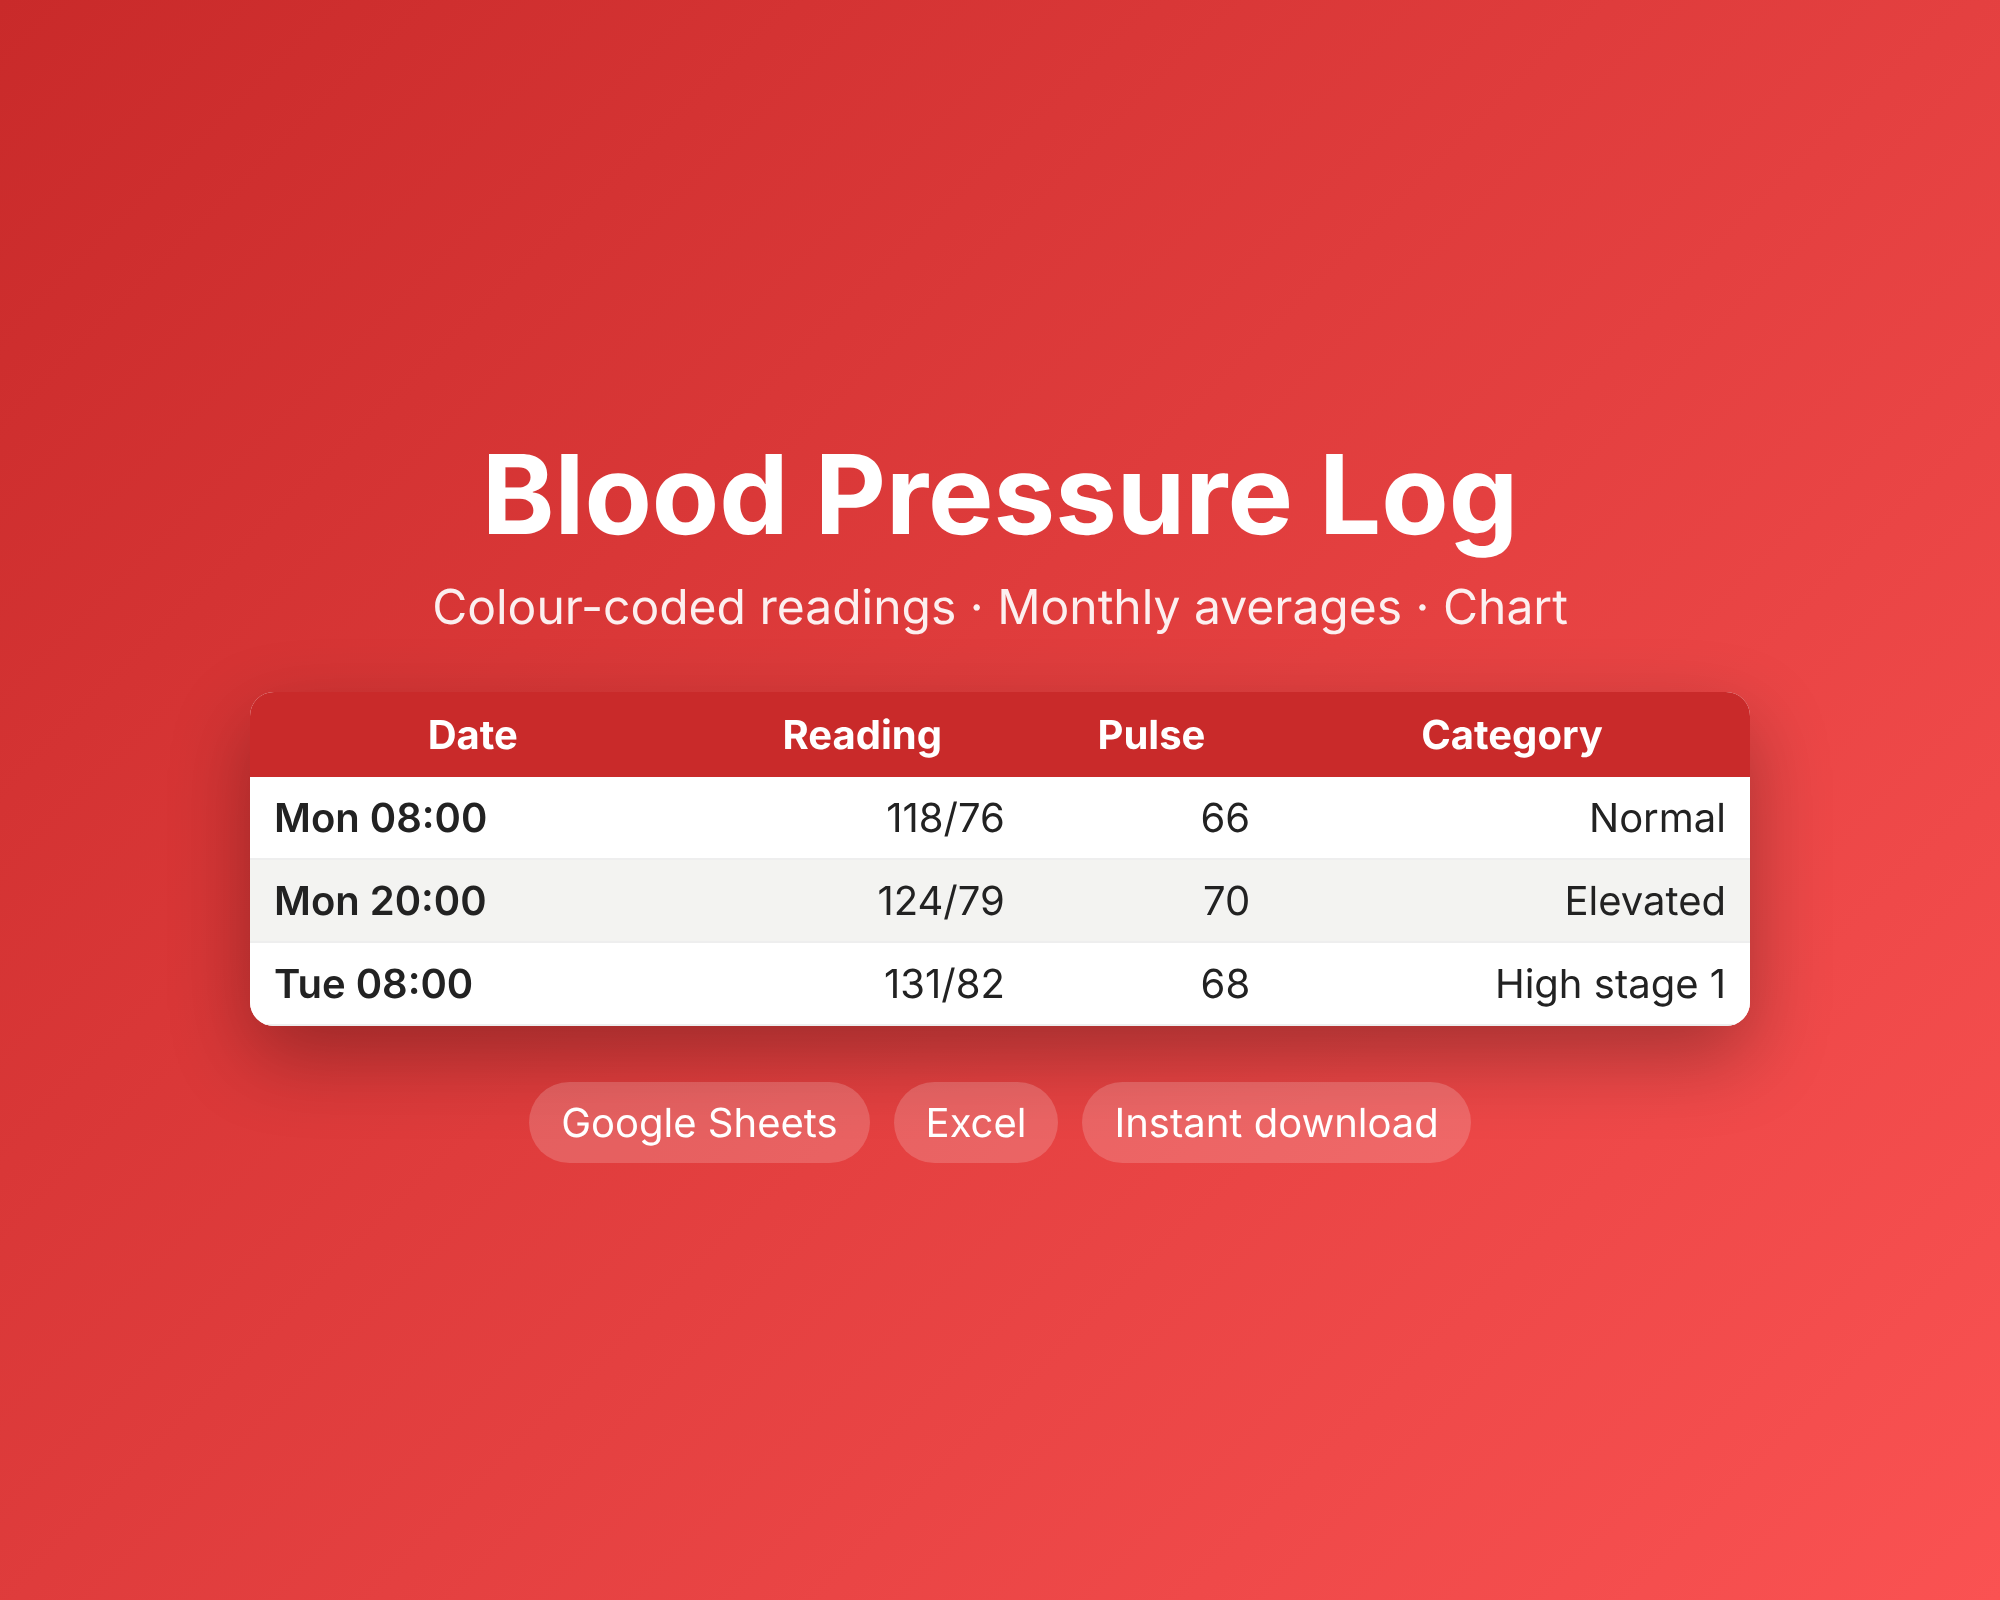 Blood Pressure Log
Colour-coded readings · Monthly averages · Chart
Date Reading Pulse Category
Mon 08:00 118/76 66 Normal
Mon 20:00 124/79 70 Elevated
Tue 08:00 131/82 68 High stage 1
Google Sheets Excel Instant download